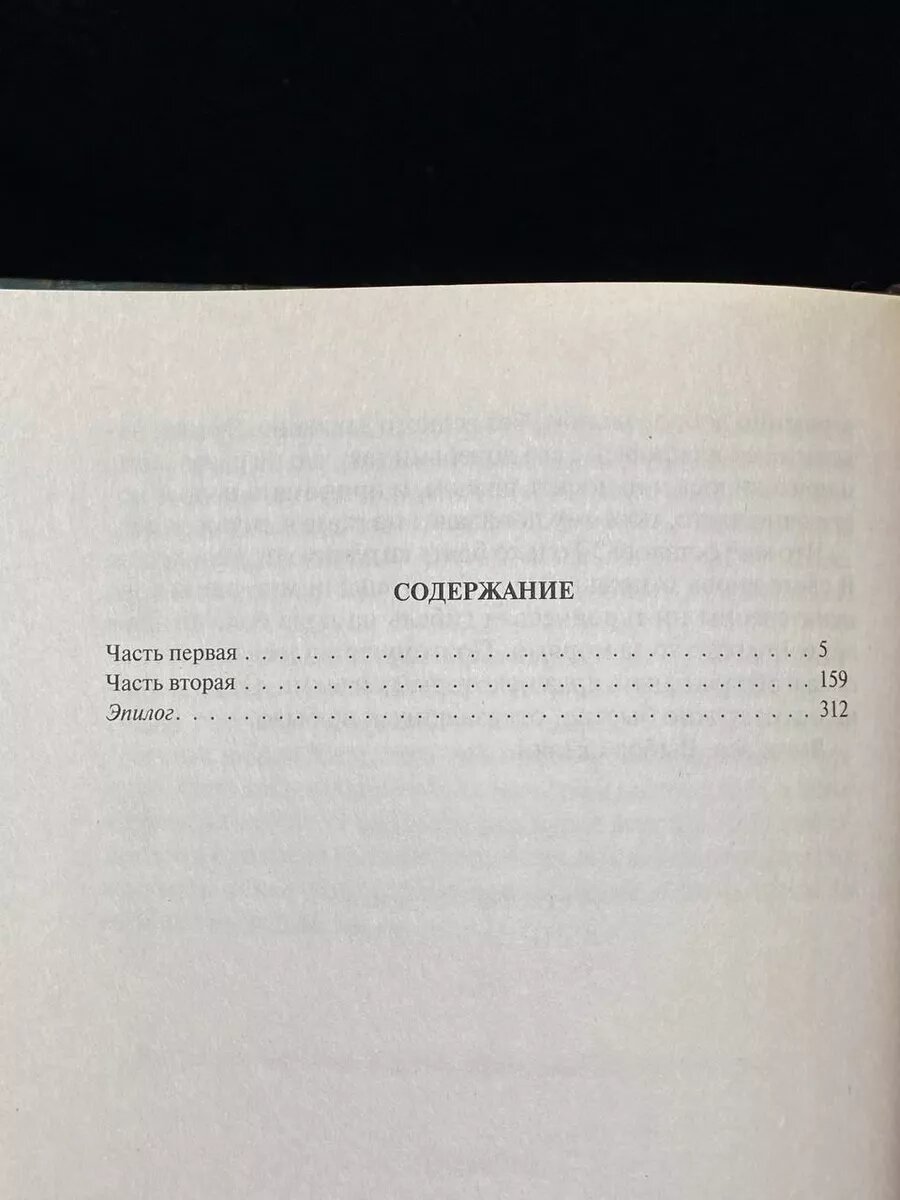 СОДЕРЖАНИЕ
Часть первая . . . . . . . . . . . . . . . . . . . . . . . . . . . . . . . . . . . . . . . . 5
Часть вторая . . . . . . . . . . . . . . . . . . . . . . . . . . . . . . . . . . . . . . . . 159
Эпилог. . . . . . . . . . . . . . . . . . . . . . . . . . . . . . . . . . . . . . . . . . . . 312